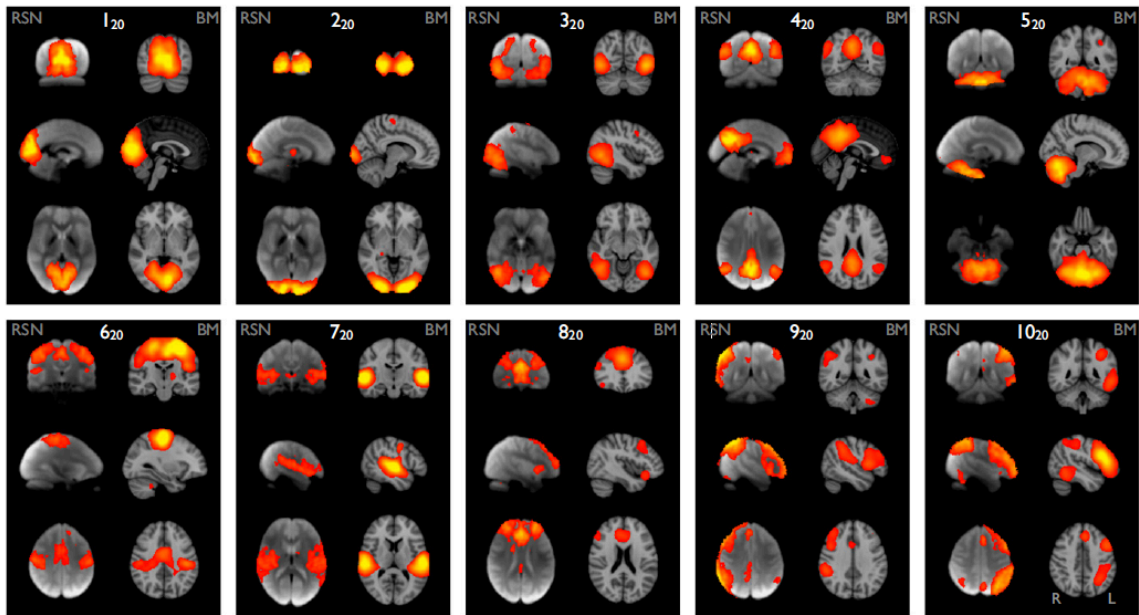 RSN 1₂₀ BM
RSN 2₂₀ BM
RSN 3₂₀ BM
RSN 4₂₀ BM
RSN 5₂₀ BM
RSN 6₂₀ BM
RSN 7₂₀ BM
RSN 8₂₀ BM
RSN 9₂₀ BM
RSN 10₂₀ BM
R L